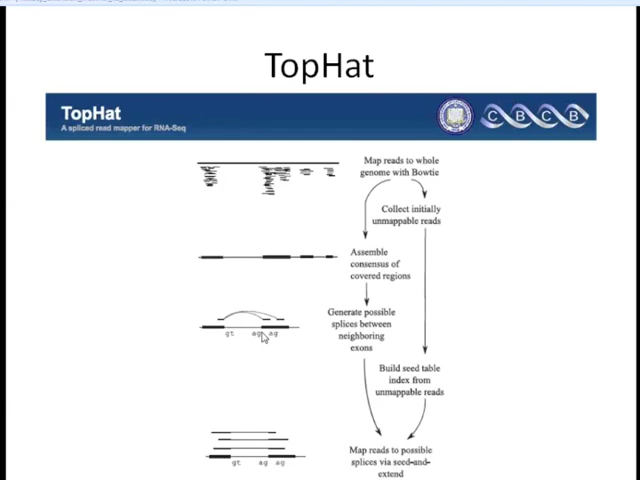 TopHat
TopHat
A spliced read mapper for RNA-Seq
C B C B
Map reads to whole
genome with Bowtie
Collect initially
unmappable reads
Assemble
consensus of
covered regions
Generate possible
splices between
neighboring
exons
gt ag ag
Build seed table
index from
unmappable reads
Map reads to possible
splices via seed-and-
extend
gt ag ag